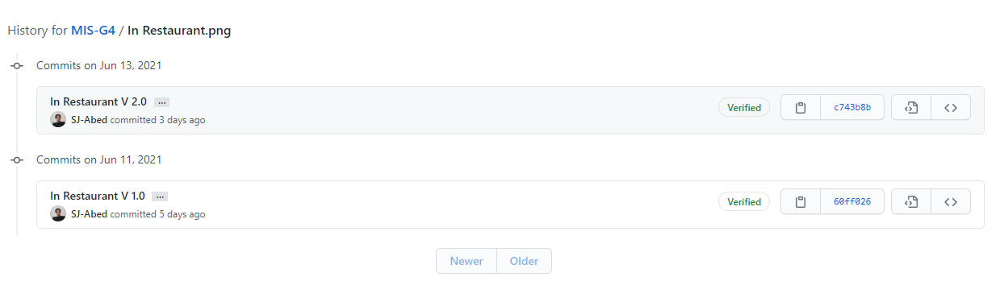 History for MIS-G4 / In Restaurant.png
Commits on Jun 13, 2021
In Restaurant V 2.0 ...
SJ-Abed committed 3 days ago
Verified
c743b8b
Commits on Jun 11, 2021
In Restaurant V 1.0 ...
SJ-Abed committed 5 days ago
Verified
60ff026
Newer Older